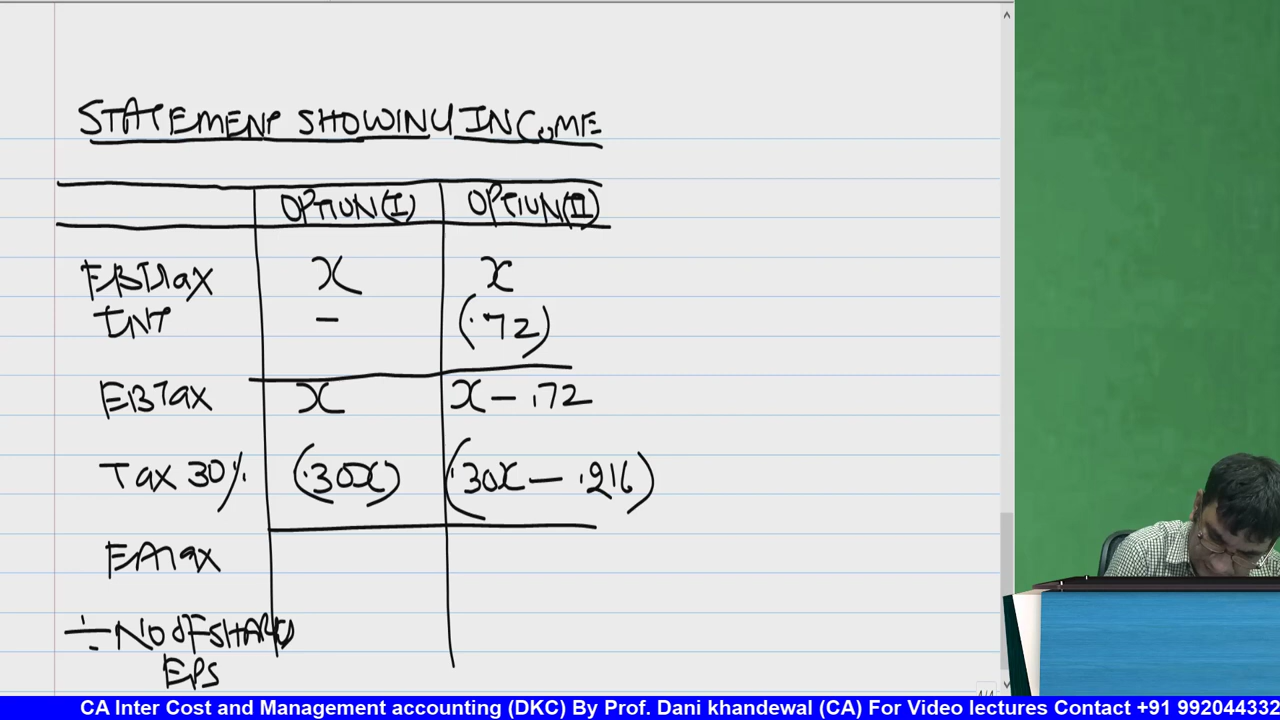 STATEMENT SHOWING INCOME
OPTION(I) OPTION(II)
EBITax x x
INT – (.72)
EBTax x x – .72
Tax 30% (.30x) (.30x – .216)
EATax
÷ NO OF SHARES
EPS
4/4
CA Inter Cost and Management accounting (DKC) By Prof. Dani khandewal (CA) For Video lectures Contact +91 992044332